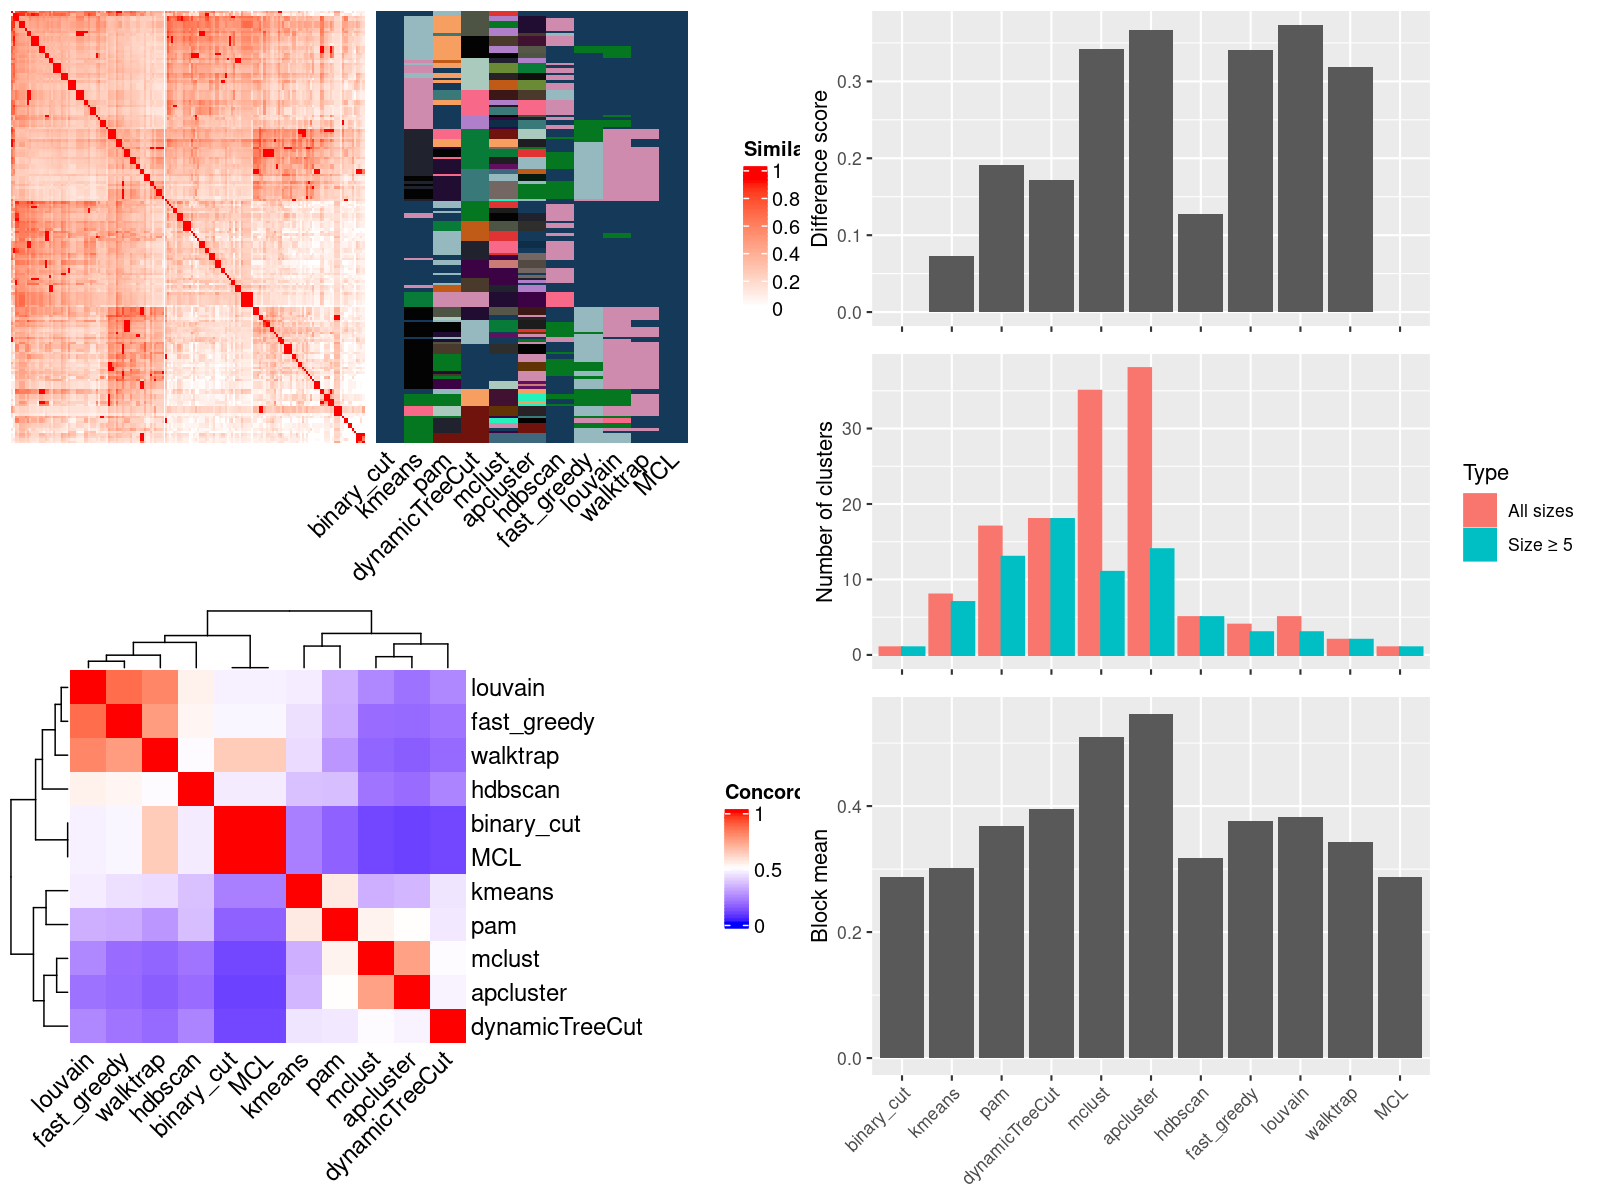 Simila
1
0.8
0.6
0.4
0.2
0
binary_cut
kmeans
pam
dynamicTreeCut
mclust
apcluster
hdbscan
fast_greedy
louvain
walktrap
MCL
louvain
fast_greedy
walktrap
hdbscan
binary_cut
MCL
kmeans
pam
mclust
apcluster
dynamicTreeCut
louvain
fast_greedy
walktrap
hdbscan
binary_cut
MCL
kmeans
pam
mclust
apcluster
dynamicTreeCut
Concord
1
0.5
0
Difference score
0.3
0.2
0.1
0.0
Number of clusters
30
20
10
0
Type
All sizes
Size ≥ 5
Block mean
0.4
0.2
0.0
binary_cut
kmeans
pam
dynamicTreeCut
mclust
apcluster
hdbscan
fast_greedy
louvain
walktrap
MCL